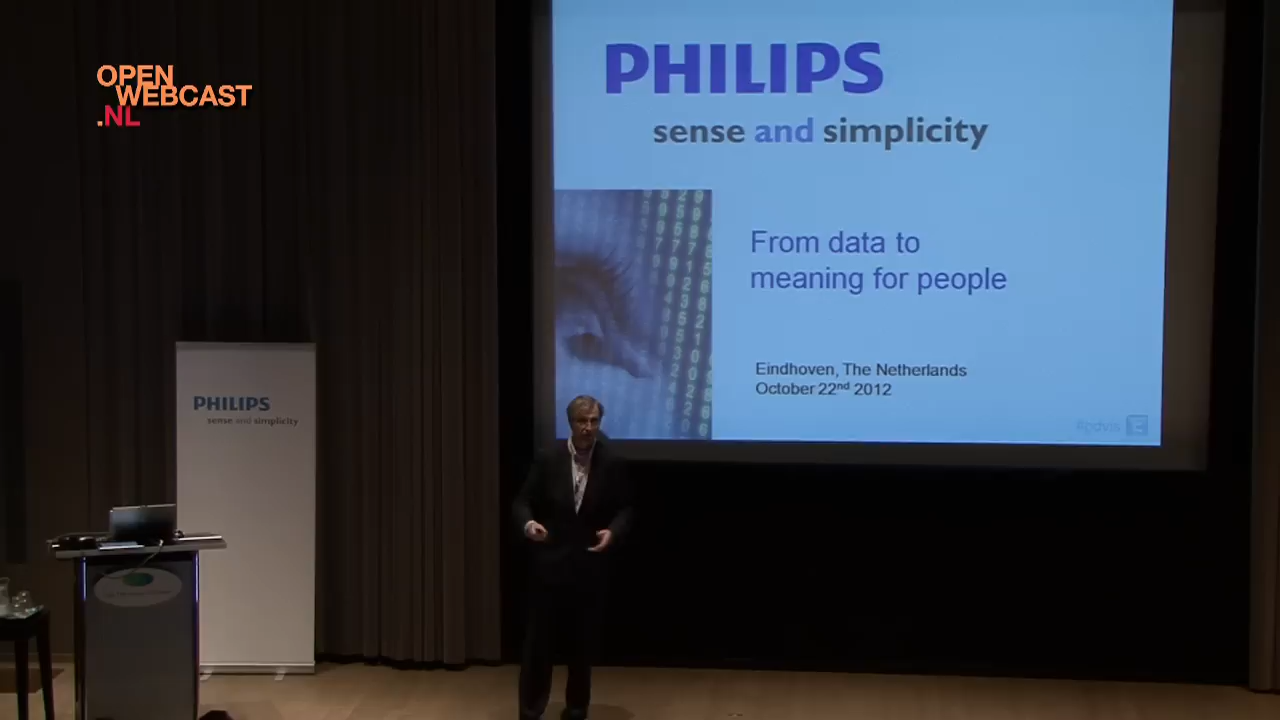 OPEN
WEBCAST
.NL
PHILIPS
sense and simplicity
From data to
meaning for people
Eindhoven, The Netherlands
October 22nd 2012
PHILIPS
sense and simplicity